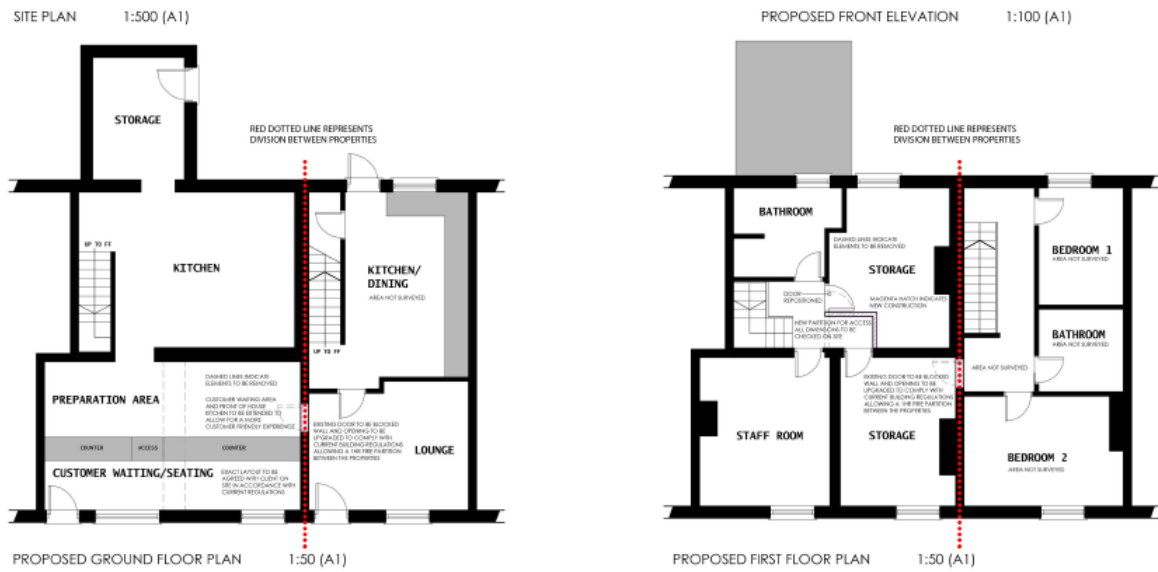 SITE PLAN 1:500 (A1)
PROPOSED FRONT ELEVATION 1:100 (A1)
STORAGE
RED DOTTED LINE REPRESENTS
DIVISION BETWEEN PROPERTIES
UP TO FF
KITCHEN
KITCHEN/
DINING
AREA NOT SURVEYED
UP TO FF
DASHED LINES INDICATE
ELEMENTS TO BE REMOVED
PREPARATION AREA
CUSTOMER WAITING AREA
AND FRONT OF HOUSE
KITCHEN TO BE EXTENDED TO
ALLOW FOR A MORE
CUSTOMER FRIENDLY EXPERIENCE
EXISTING DOOR TO BE BLOCKED
WALL AND OPENING TO BE
UPGRADED TO COMPLY WITH
CURRENT BUILDING REGULATIONS
ALLOWING A 1HR FIRE PARTITION
BETWEEN THE PROPERTIES
COUNTER
ACCESS
COUNTER
LOUNGE
CUSTOMER WAITING/SEATING
EXACT LAYOUT TO BE
AGREED WITH CLIENT ON
SITE IN ACCORDANCE WITH
CURRENT REGULATIONS
PROPOSED GROUND FLOOR PLAN 1:50 (A1)
RED DOTTED LINE REPRESENTS
DIVISION BETWEEN PROPERTIES
BATHROOM
DASHED LINES INDICATE
ELEMENTS TO BE REMOVED
STORAGE
BEDROOM 1
AREA NOT SURVEYED
DOOR
REPOSITIONED
MAGENTA HATCH INDICATES
NEW CONSTRUCTION
NEW PARTITION FOR ACCESS
ALL DIMENSIONS TO BE
CHECKED ON SITE
BATHROOM
AREA NOT SURVEYED
AREA NOT SURVEYED
EXISTING DOOR TO BE BLOCKED
WALL AND OPENING TO BE
UPGRADED TO COMPLY WITH
CURRENT BUILDING REGULATIONS
ALLOWING A 1HR FIRE PARTITION
BETWEEN THE PROPERTIES
STAFF ROOM
STORAGE
BEDROOM 2
AREA NOT SURVEYED
PROPOSED FIRST FLOOR PLAN 1:50 (A1)